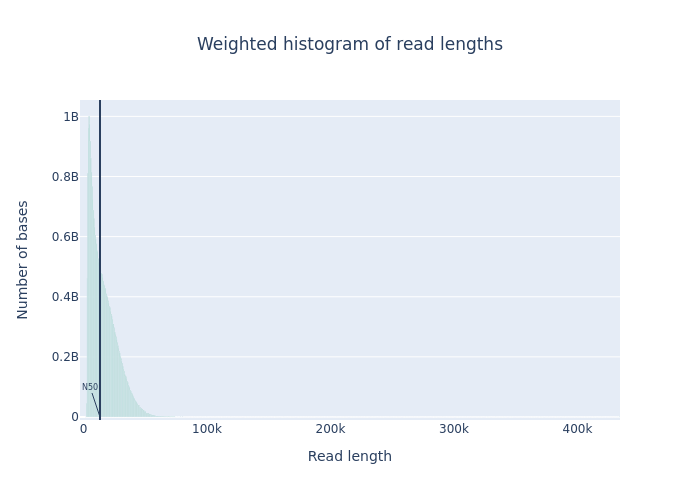 Weighted histogram of read lengths
Number of bases
1B
0.8B
0.6B
0.4B
0.2B
0
N50
0
100k
200k
300k
400k
Read length